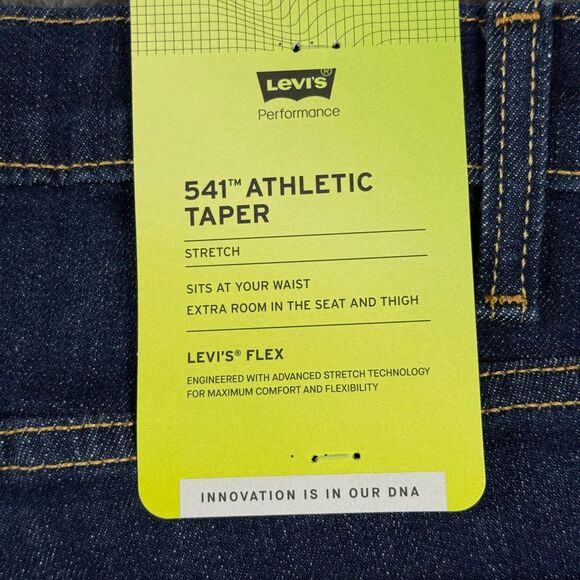 LEVI'S®
Performance
541™ ATHLETIC
TAPER
STRETCH
SITS AT YOUR WAIST
EXTRA ROOM IN THE SEAT AND THIGH
LEVI'S® FLEX
ENGINEERED WITH ADVANCED STRETCH TECHNOLOGY
FOR MAXIMUM COMFORT AND FLEXIBILITY
INNOVATION IS IN OUR DNA